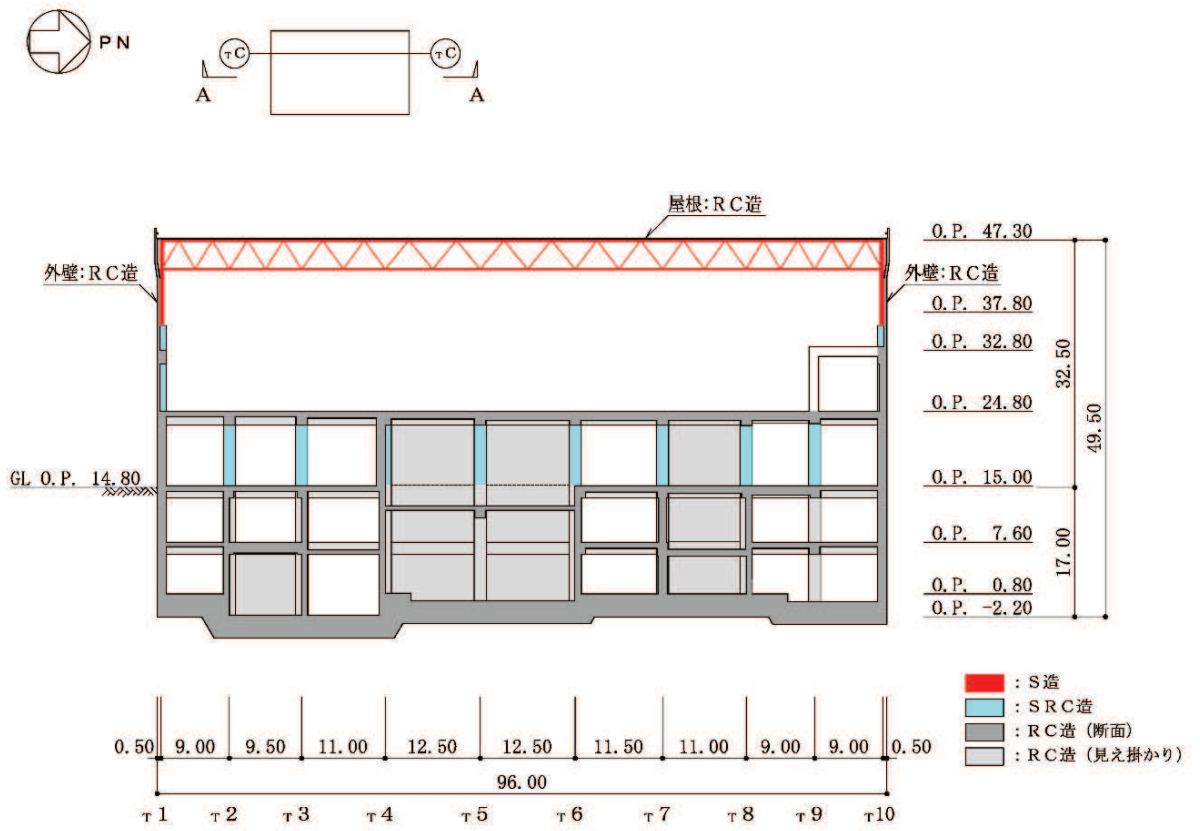 PN
TC TC
A A
屋根:RC造
外壁:RC造
外壁:RC造
O.P. 47.30
O.P. 37.80
O.P. 32.80
O.P. 24.80
GL O.P. 14.80
O.P. 15.00
O.P. 7.60
O.P. 0.80
O.P. -2.20
32.50
17.00
49.50
:S造
:SRC造
:RC造(断面)
:RC造(見え掛かり)
0.50 9.00 9.50 11.00 12.50 12.50 11.50 11.00 9.00 9.00 0.50
96.00
T1 T2 T3 T4 T5 T6 T7 T8 T9 T10